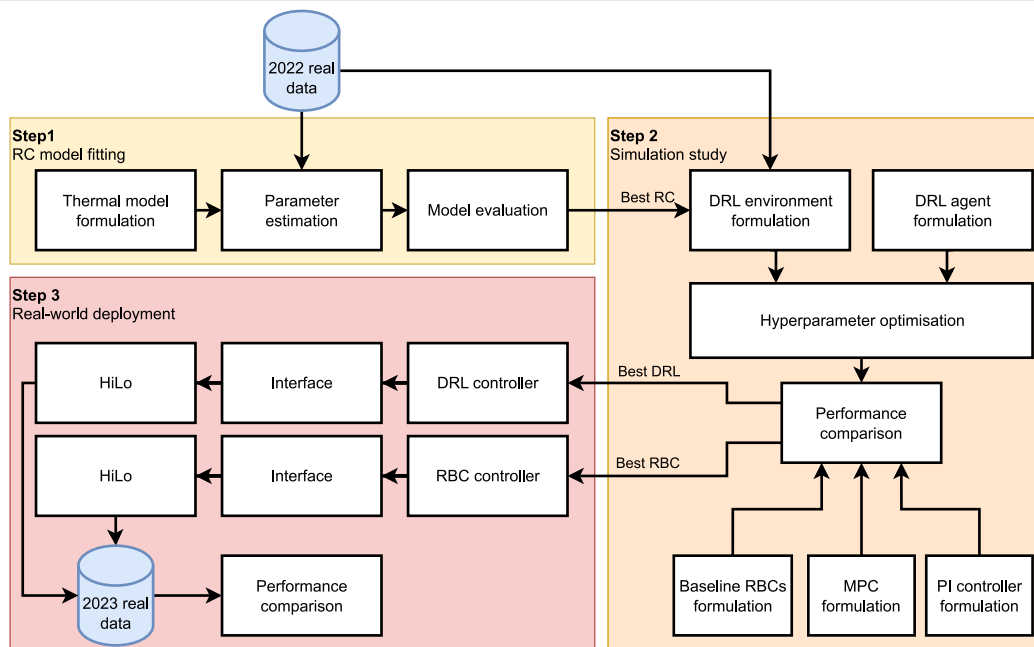 2022 real
data
Step1
RC model fitting
Thermal model
formulation
Parameter
estimation
Model evaluation
Best RC
Step 2
Simulation study
DRL environment
formulation
DRL agent
formulation
Hyperparameter optimisation
Performance
comparison
Baseline RBCs
formulation
MPC
formulation
PI controller
formulation
Best DRL
Best RBC
Step 3
Real-world deployment
HiLo
Interface
DRL controller
HiLo
Interface
RBC controller
2023 real
data
Performance
comparison